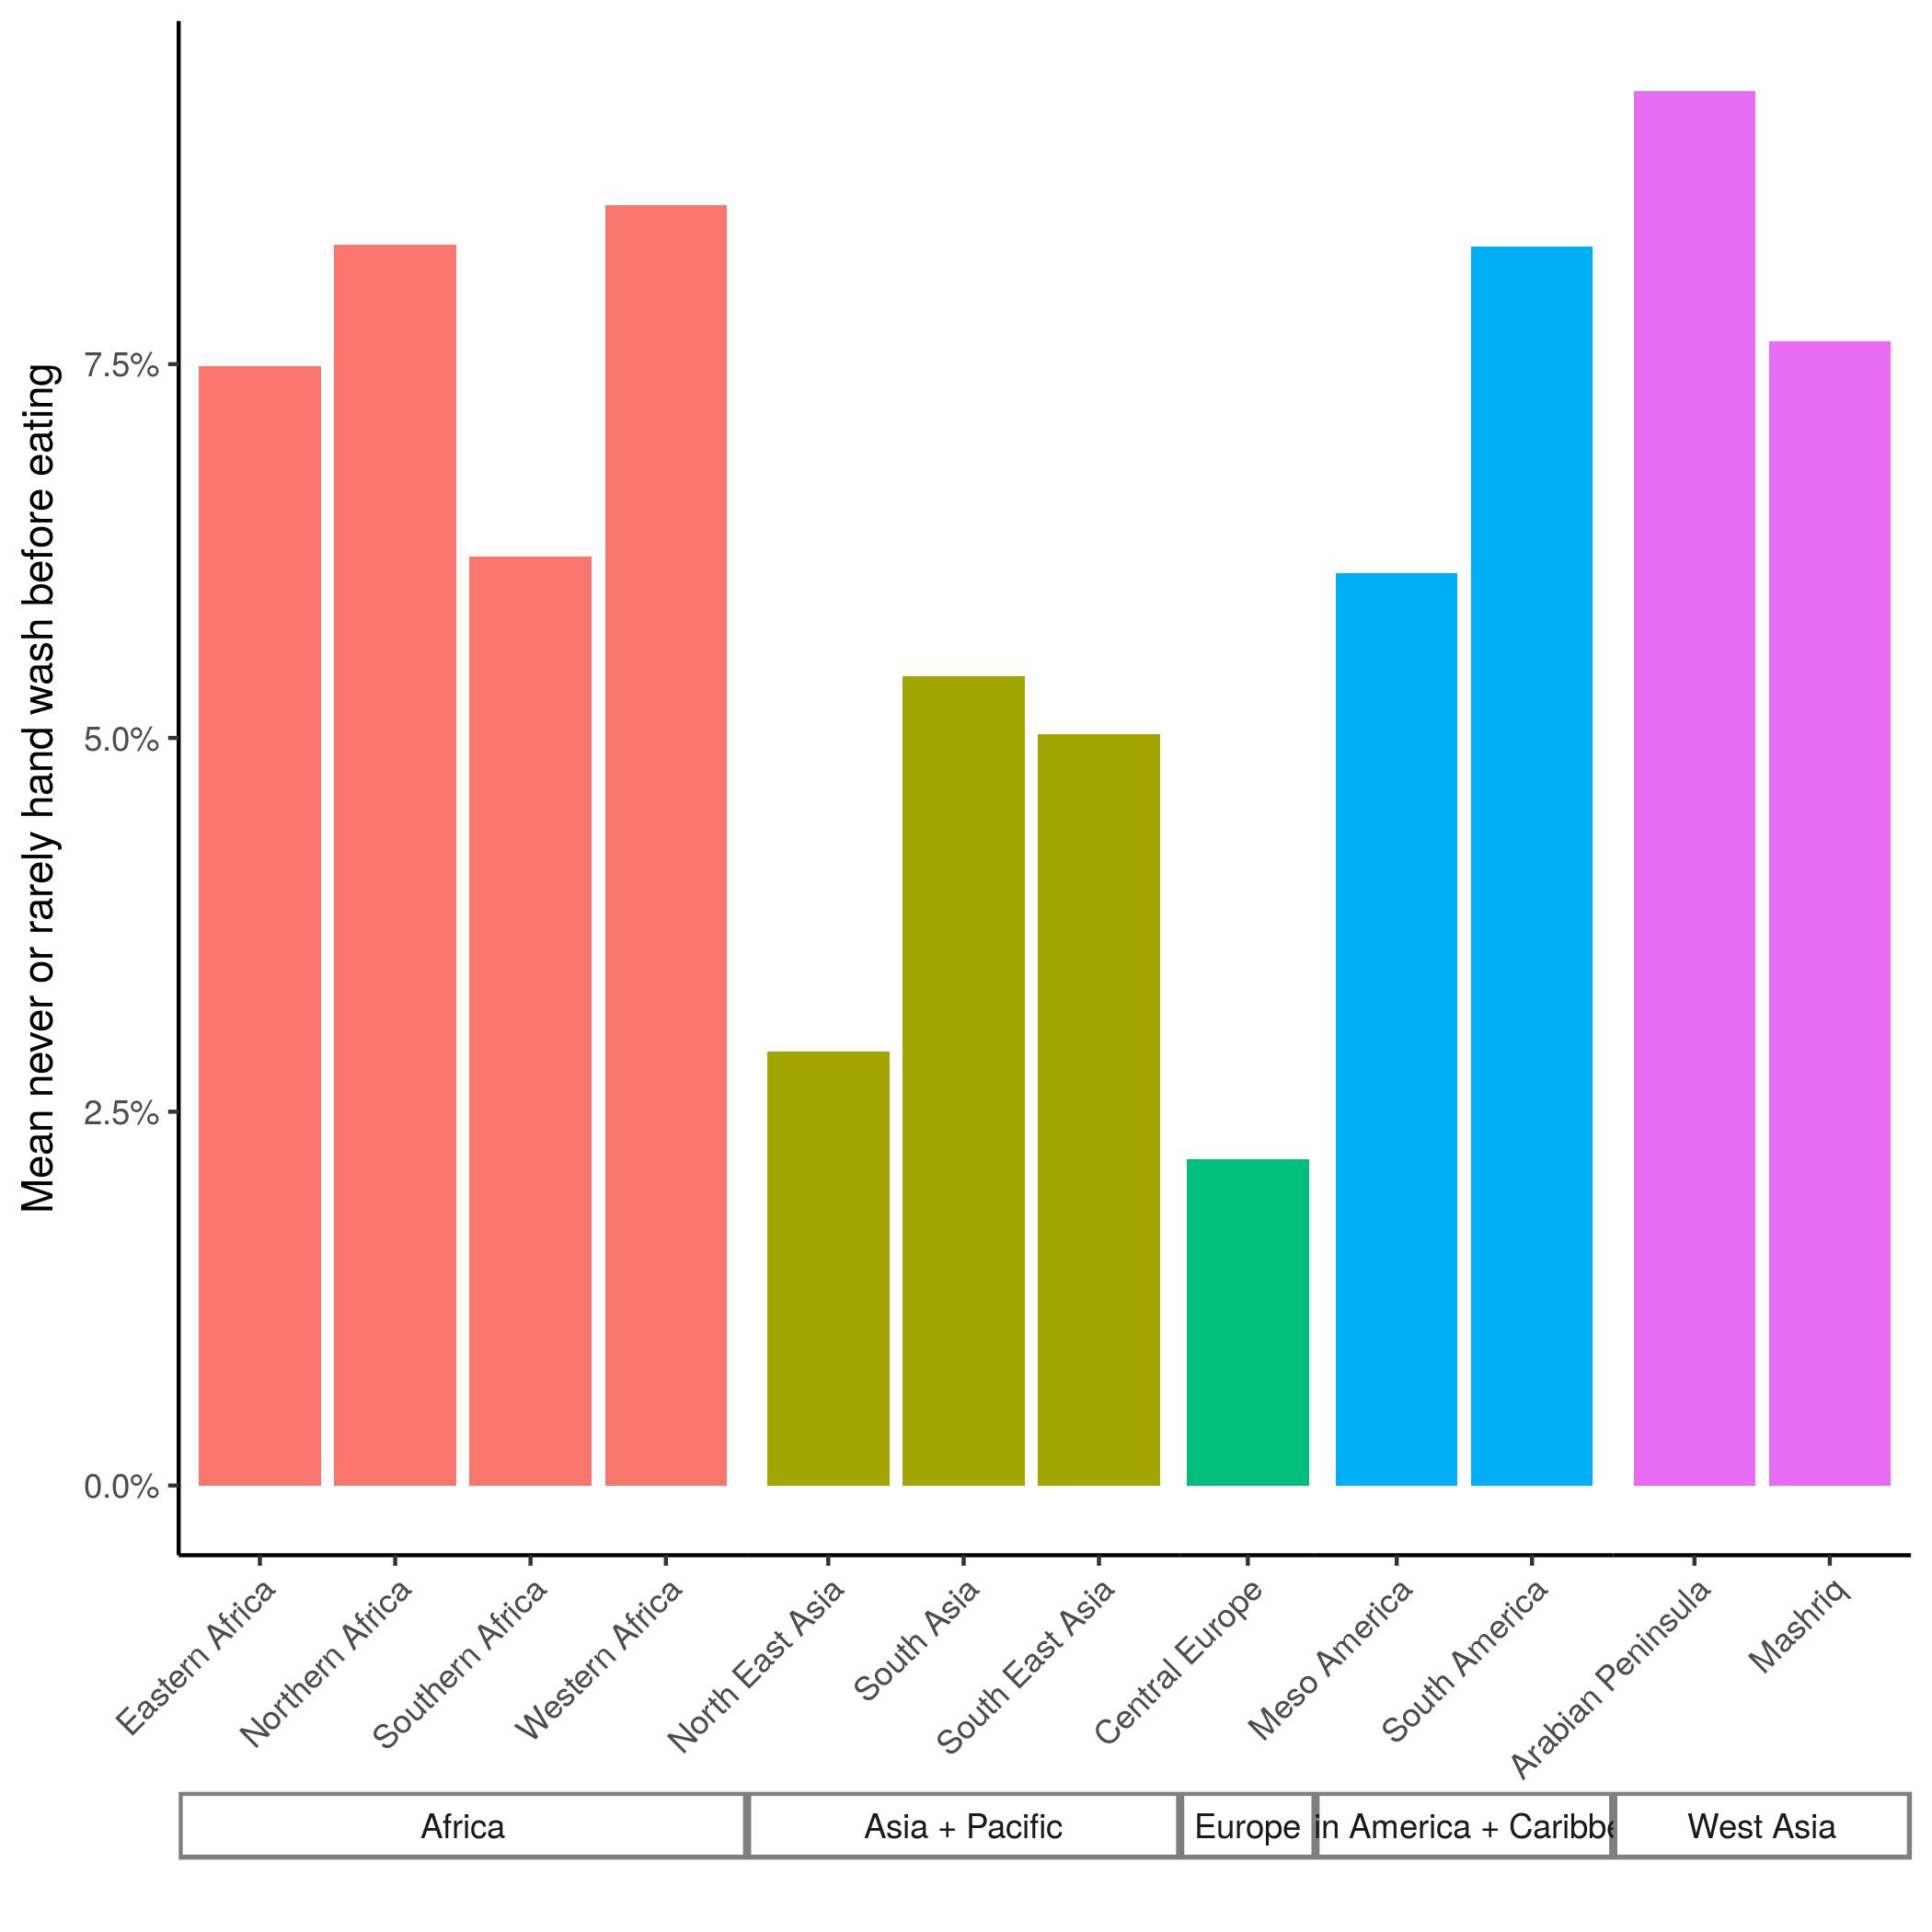 Mean never or rarely hand wash before eating
7.5%
5.0%
2.5%
0.0%
Eastern Africa
Northern Africa
Southern Africa
Western Africa
North East Asia
South Asia
South East Asia
Central Europe
Meso America
South America
Arabian Peninsula
Mashriq
Africa
Asia + Pacific
Europe
in America + Caribbe
West Asia